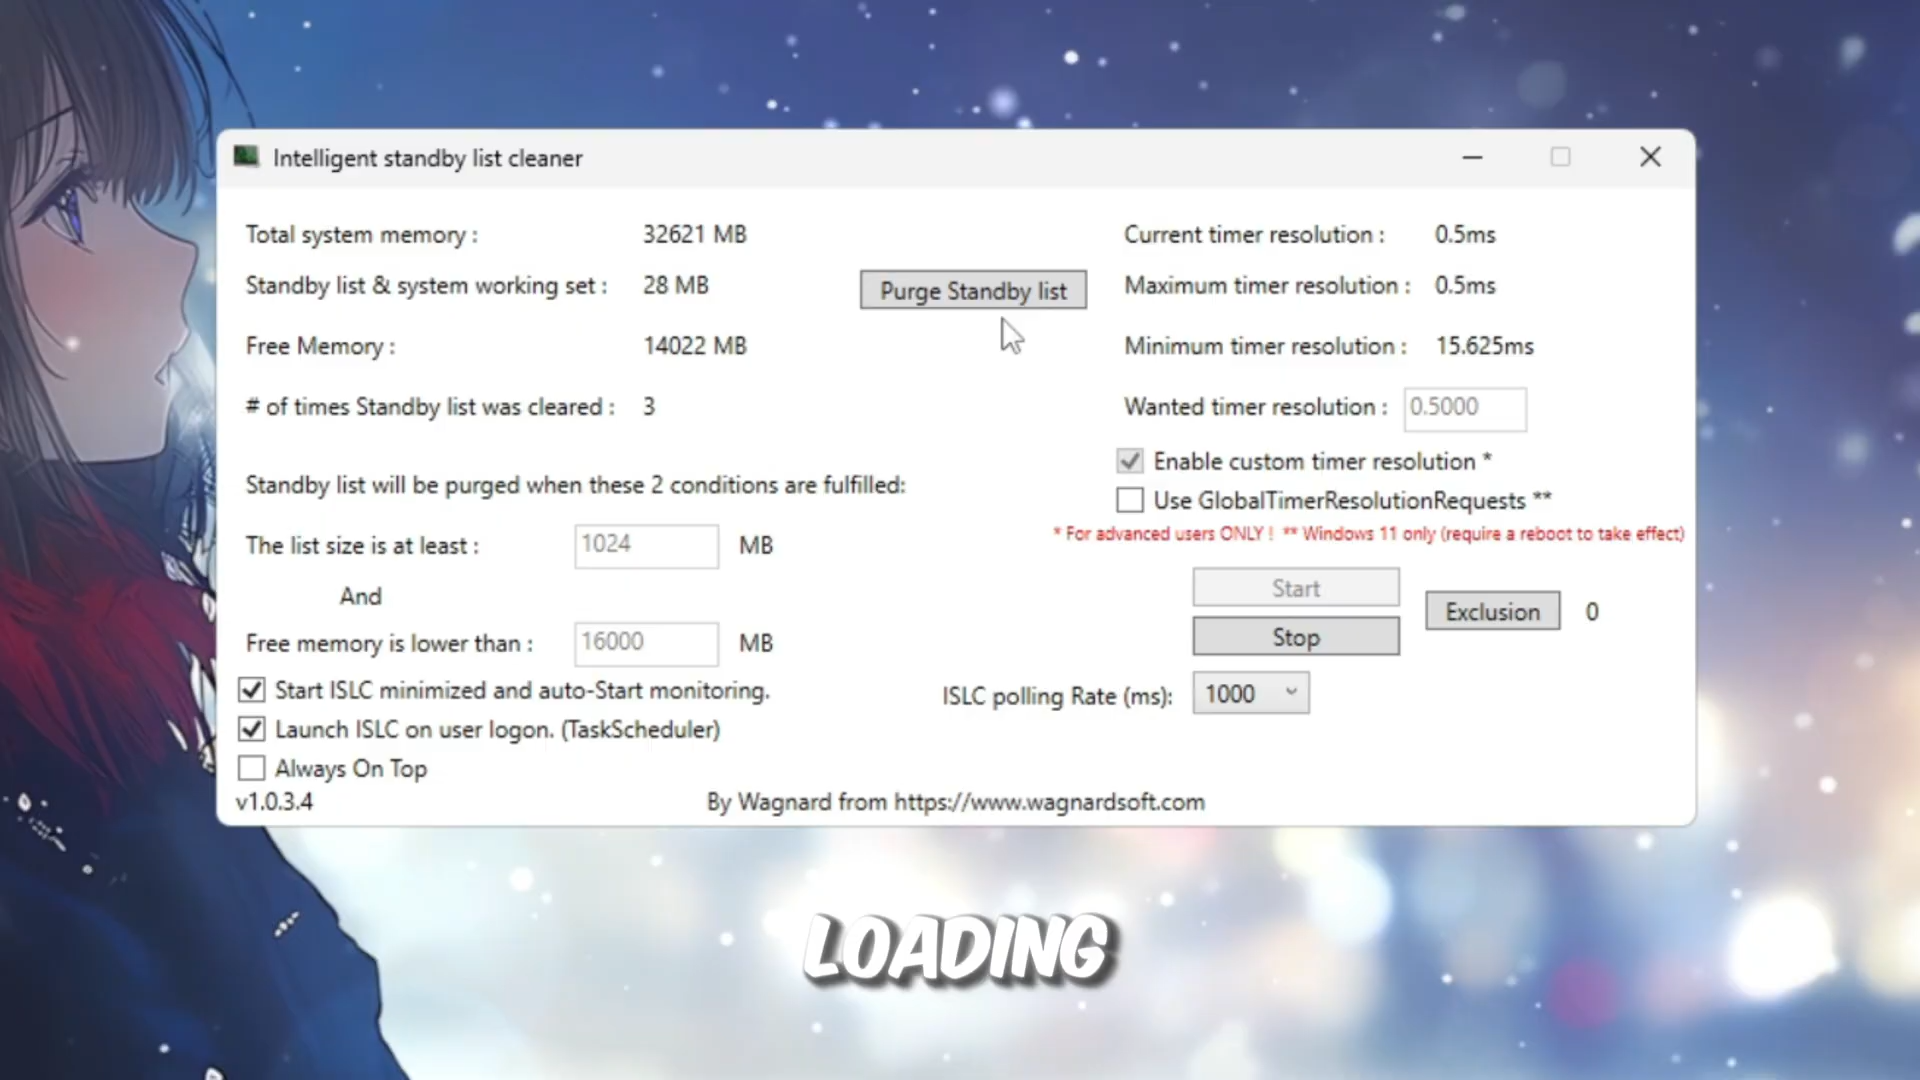 Intelligent standby list cleaner
Total system memory : 32621 MB
Standby list & system working set : 28 MB
Free Memory : 14022 MB
# of times Standby list was cleared : 3
Purge Standby list
Current timer resolution : 0.5ms
Maximum timer resolution : 0.5ms
Minimum timer resolution : 15.625ms
Wanted timer resolution : 0.5000
Enable custom timer resolution *
Use GlobalTimerResolutionRequests **
* For advanced users ONLY ! ** Windows 11 only (require a reboot to take effect)
Standby list will be purged when these 2 conditions are fulfilled:
The list size is at least : 1024 MB
And
Free memory is lower than : 16000 MB
Start
Stop
Exclusion 0
Start ISLC minimized and auto-Start monitoring.
Launch ISLC on user logon. (TaskScheduler)
Always On Top
ISLC polling Rate (ms): 1000
v1.0.3.4
By Wagnard from https://www.wagnardsoft.com
LOADING